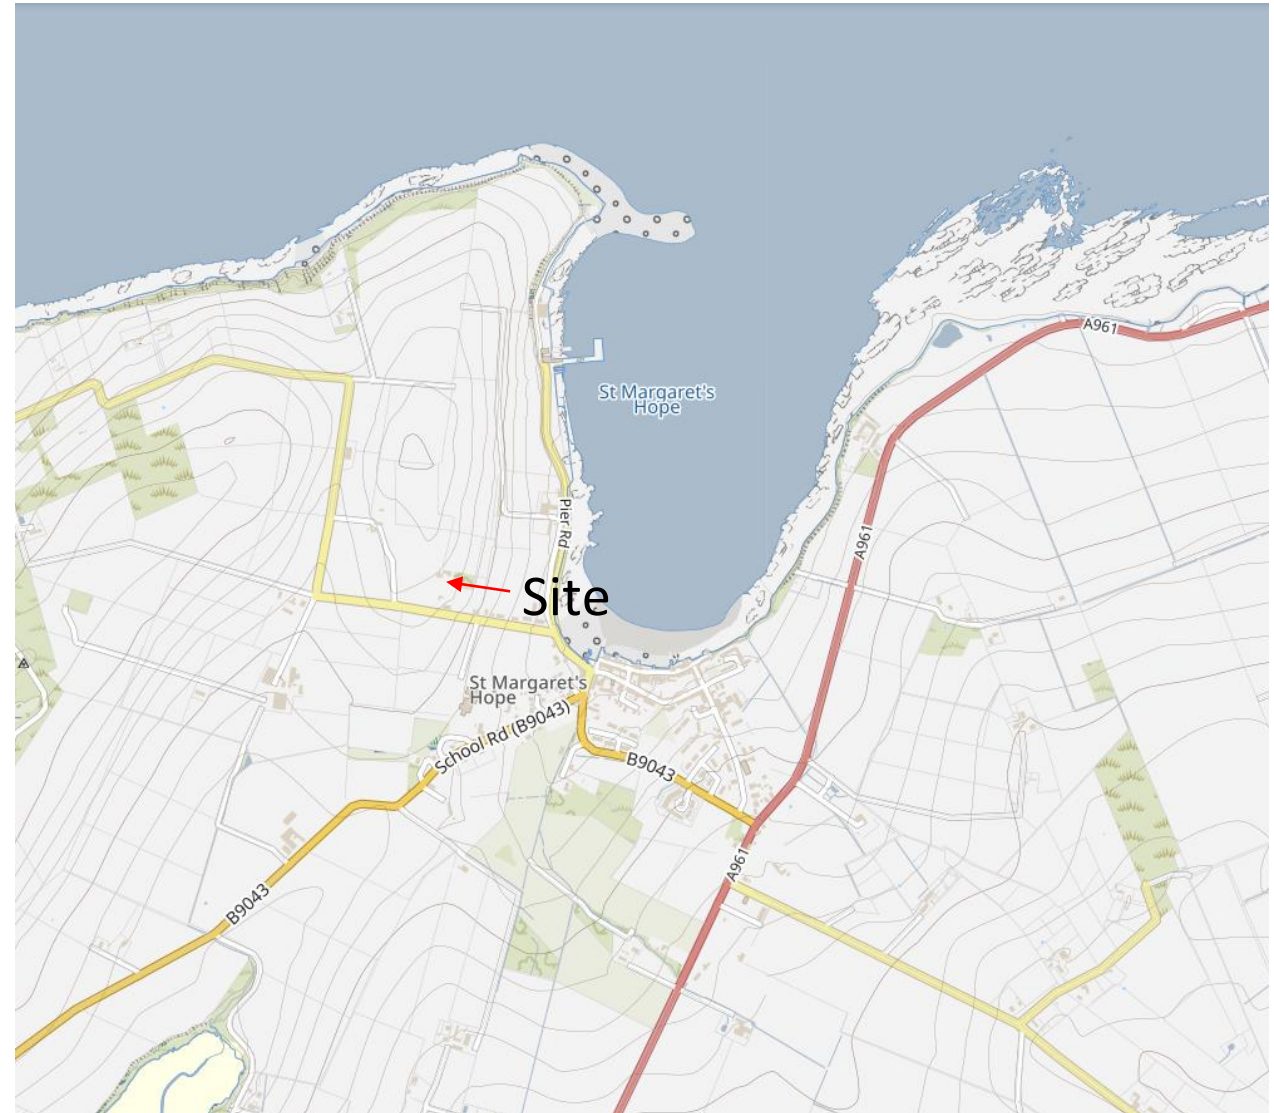 A961
St Margaret's
Hope
Pier Rd
A961
Site
St Margaret's
Hope
School Rd (B9043)
B9043
A961
B9043